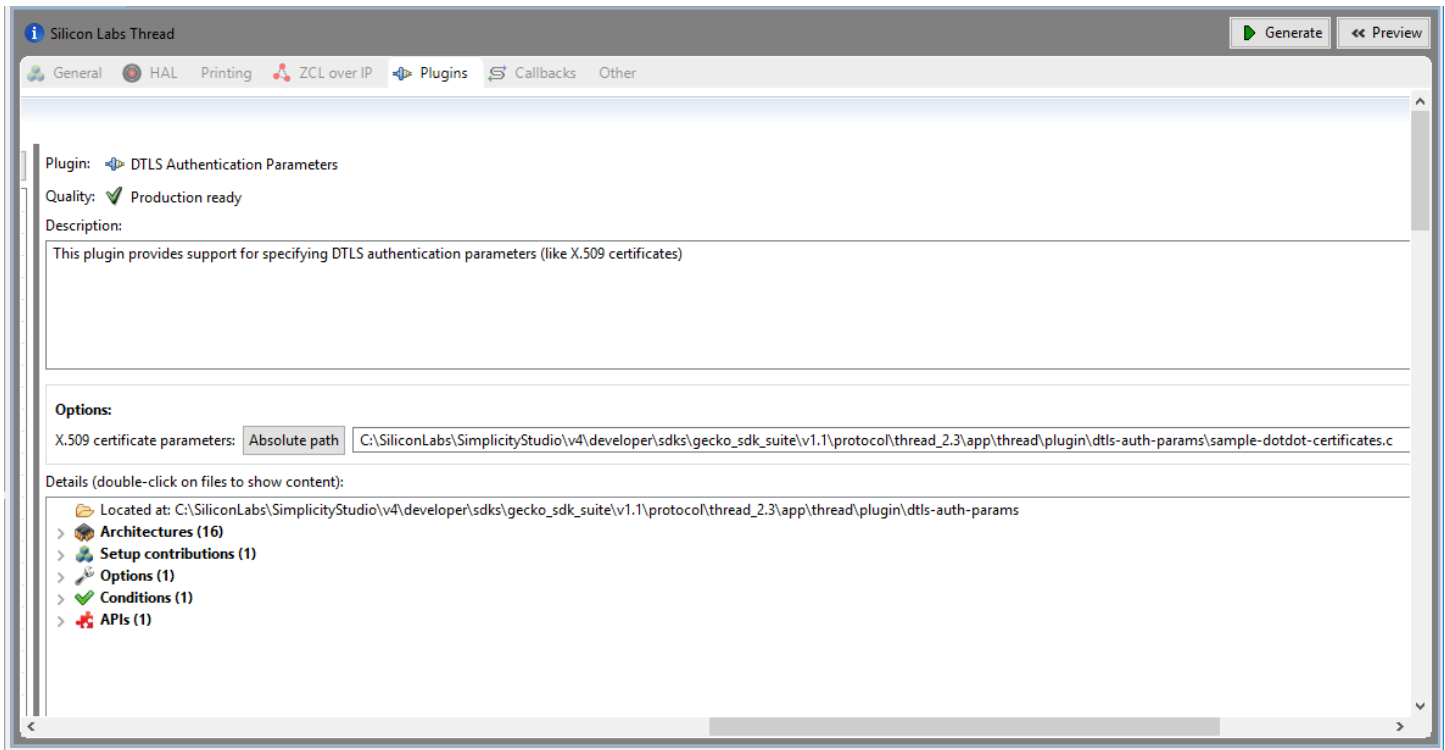 Silicon Labs Thread
Generate
Preview
General HAL Printing ZCL over IP Plugins Callbacks Other
Plugin: DTLS Authentication Parameters
Quality: Production ready
Description:
This plugin provides support for specifying DTLS authentication parameters (like X.509 certificates)
Options:
X.509 certificate parameters: Absolute path C:\SiliconLabs\SimplicityStudio\v4\developer\sdks\gecko_sdk_suite\v1.1\protocol\thread_2.3\app\thread\plugin\dtls-auth-params\sample-dotdot-certificates.c
Details (double-click on files to show content):
Located at: C:\SiliconLabs\SimplicityStudio\v4\developer\sdks\gecko_sdk_suite\v1.1\protocol\thread_2.3\app\thread\plugin\dtls-auth-params
Architectures (16)
Setup contributions (1)
Options (1)
Conditions (1)
APIs (1)